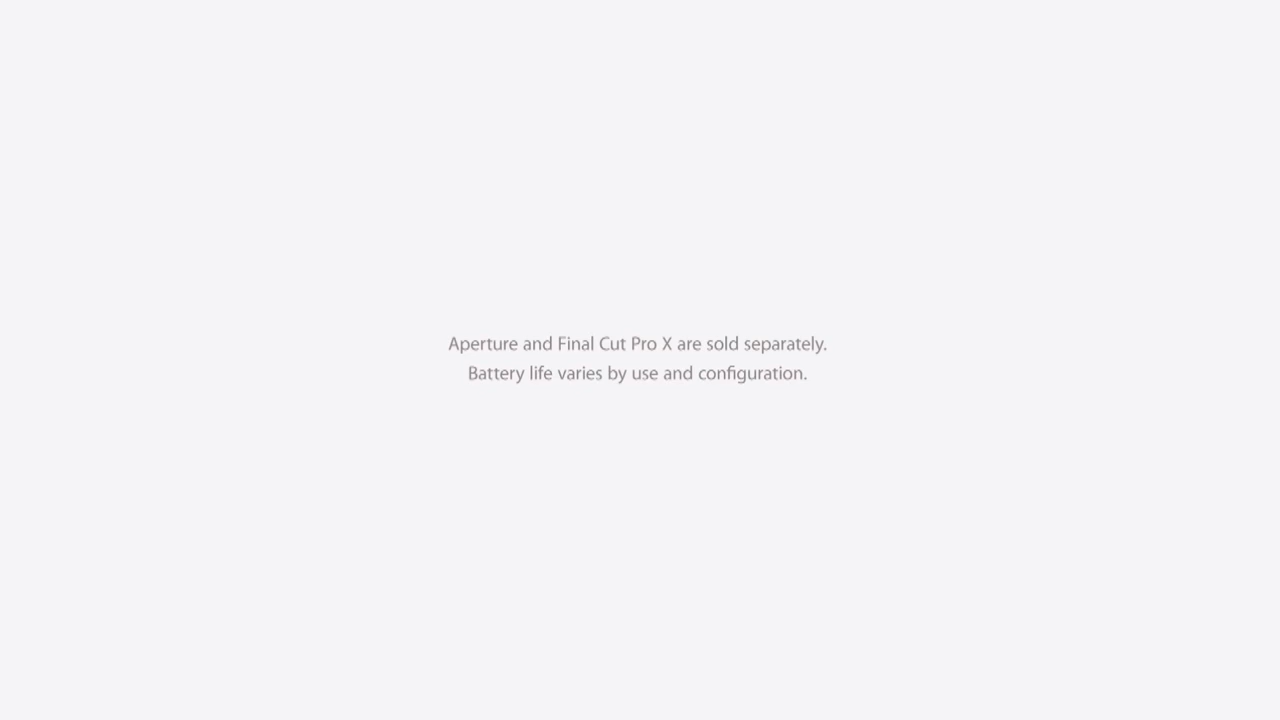 Aperture and Final Cut Pro X are sold separately.
Battery life varies by use and configuration.